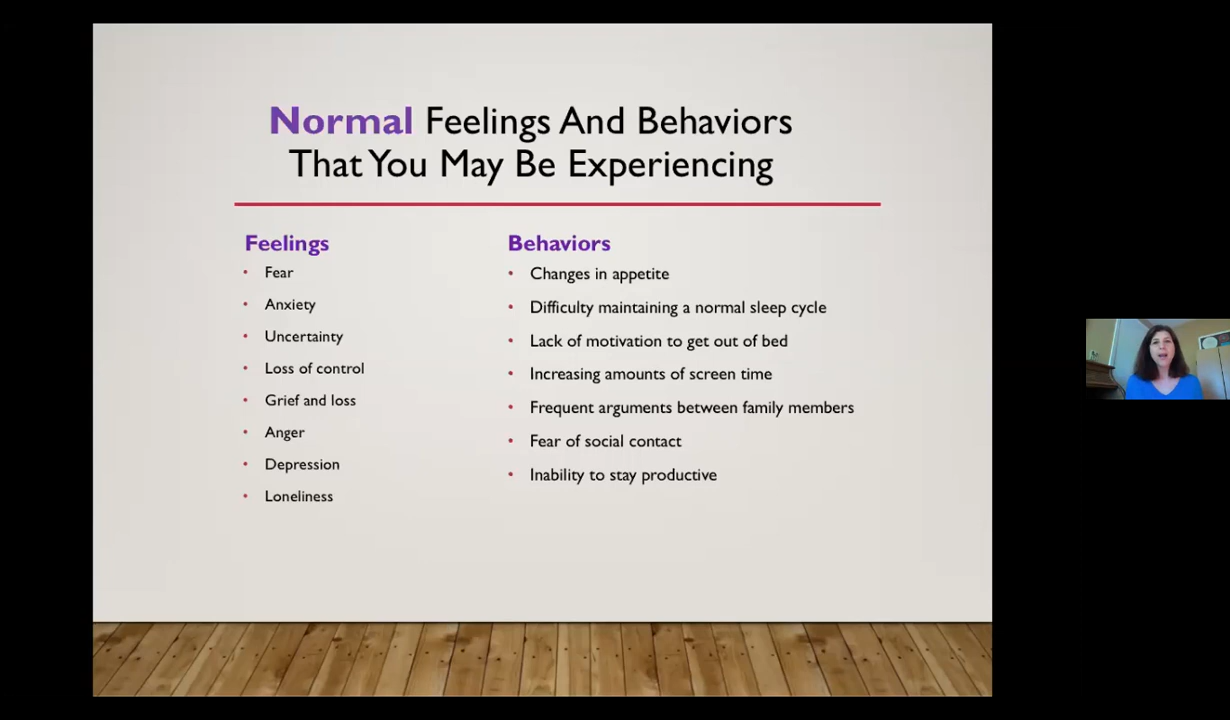 Normal Feelings And Behaviors
That You May Be Experiencing
Feelings
• Fear
• Anxiety
• Uncertainty
• Loss of control
• Grief and loss
• Anger
• Depression
• Loneliness
Behaviors
• Changes in appetite
• Difficulty maintaining a normal sleep cycle
• Lack of motivation to get out of bed
• Increasing amounts of screen time
• Frequent arguments between family members
• Fear of social contact
• Inability to stay productive